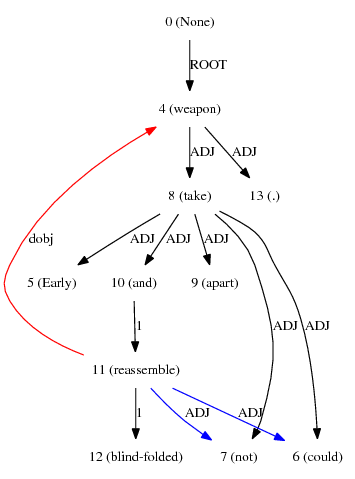 0 (None)
ROOT
4 (weapon)
ADJ ADJ
8 (take) 13 (.)
dobj ADJ ADJ ADJ
5 (Early) 10 (and) 9 (apart)
1 ADJ ADJ
11 (reassemble)
1 ADJ ADJ
12 (blind-folded) 7 (not) 6 (could)